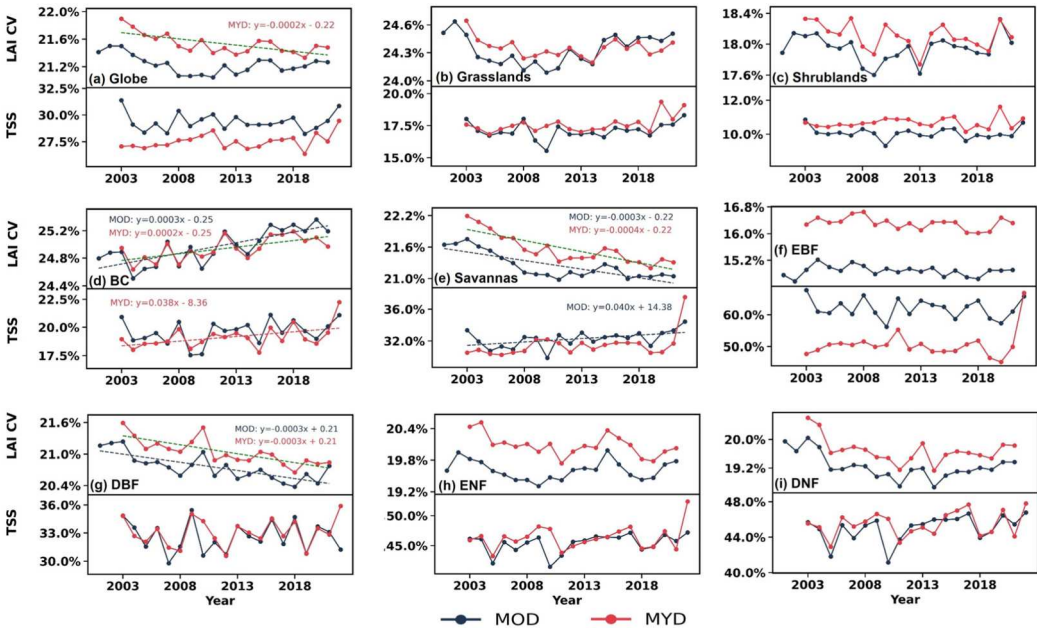 LAI CV
22.0%
21.6%
21.2%
MYD: y=-0.0002x - 0.22
(a) Globe
TSS
32.5%
30.0%
27.5%
2003 2008 2013 2018
24.6%
24.3%
24.0%
(b) Grasslands
20.0%
17.5%
15.0%
2003 2008 2013 2018
18.4%
18.0%
17.6%
(c) Shrublands
12.0%
10.0%
2003 2008 2013 2018
LAI CV
25.2%
24.8%
24.4%
MOD: y=0.0003x - 0.25
MYD: y=0.0002x - 0.25
(d) BC
TSS
22.5%
20.0%
17.5%
MYD: y=0.038x - 8.36
22.2%
21.6%
21.0%
MOD: y=-0.0003x - 0.22
MYD: y=-0.0004x - 0.22
(e) Savannas
36.0%
32.0%
MOD: y=0.040x + 14.38
16.8%
15.2%
(f) EBF
60.0%
50.0%
LAI CV
21.6%
21.0%
20.4%
MOD: y=-0.0003x + 0.21
MYD: y=-0.0003x + 0.21
(g) DBF
TSS
36.0%
33.0%
30.0%
2003 2008 2013 2018
Year
20.4%
19.8%
19.2%
(h) ENF
50.0%
.45.0%
2003 2008 2013 2018
Year
20.0%
19.2%
(i) DNF
48.0%
44.0%
40.0%
2003 2008 2013 2018
Year
MOD MYD